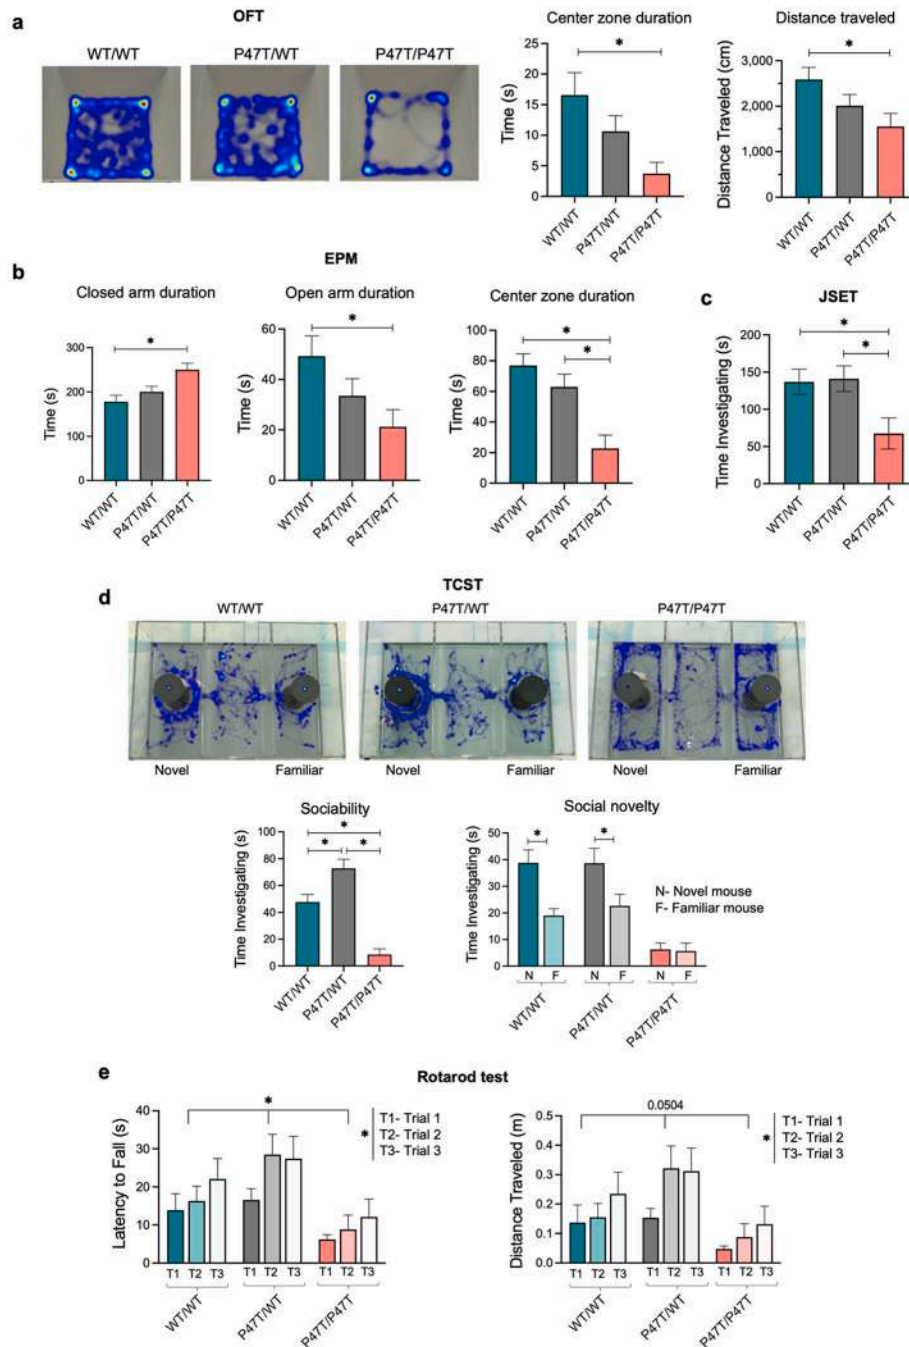 a
OFT
WT/WT
P47T/WT
P47T/P47T
Center zone duration
Time (s)
25
20
15
10
5
0
*
WT/WT
P47T/WT
P47T/P47T
Distance traveled
Distance Traveled (cm)
3,000
2,000
1,000
0
*
WT/WT
P47T/WT
P47T/P47T
b
EPM
Closed arm duration
Time (s)
300
200
100
0
*
WT/WT
P47T/WT
P47T/P47T
Open arm duration
Time (s)
60
40
20
0
*
WT/WT
P47T/WT
P47T/P47T
Center zone duration
Time (s)
100
80
60
40
20
0
*
*
WT/WT
P47T/WT
P47T/P47T
c
JSET
Time Investigating (s)
200
150
100
50
0
*
*
WT/WT
P47T/WT
P47T/P47T
d
TCST
WT/WT
P47T/WT
P47T/P47T
Novel
Familiar
Novel
Familiar
Novel
Familiar
Sociability
Time Investigating (s)
100
80
60
40
20
0
*
*
*
WT/WT
P47T/WT
P47T/P47T
Social novelty
Time Investigating (s)
50
40
30
20
10
0
*
*
N- Novel mouse
F- Familiar mouse
N F N F N F
WT/WT
P47T/WT
P47T/P47T
e
Rotarod test
Latency to Fall (s)
40
30
20
10
0
*
*
T1- Trial 1
T2- Trial 2
T3- Trial 3
T1 T2 T3 T1 T2 T3 T1 T2 T3
WT/WT
P47T/WT
P47T/P47T
Distance Traveled (m)
0.5
0.4
0.3
0.2
0.1
0.0
0.0504
*
T1- Trial 1
T2- Trial 2
T3- Trial 3
T1 T2 T3 T1 T2 T3 T1 T2 T3
WT/WT
P47T/WT
P47T/P47T